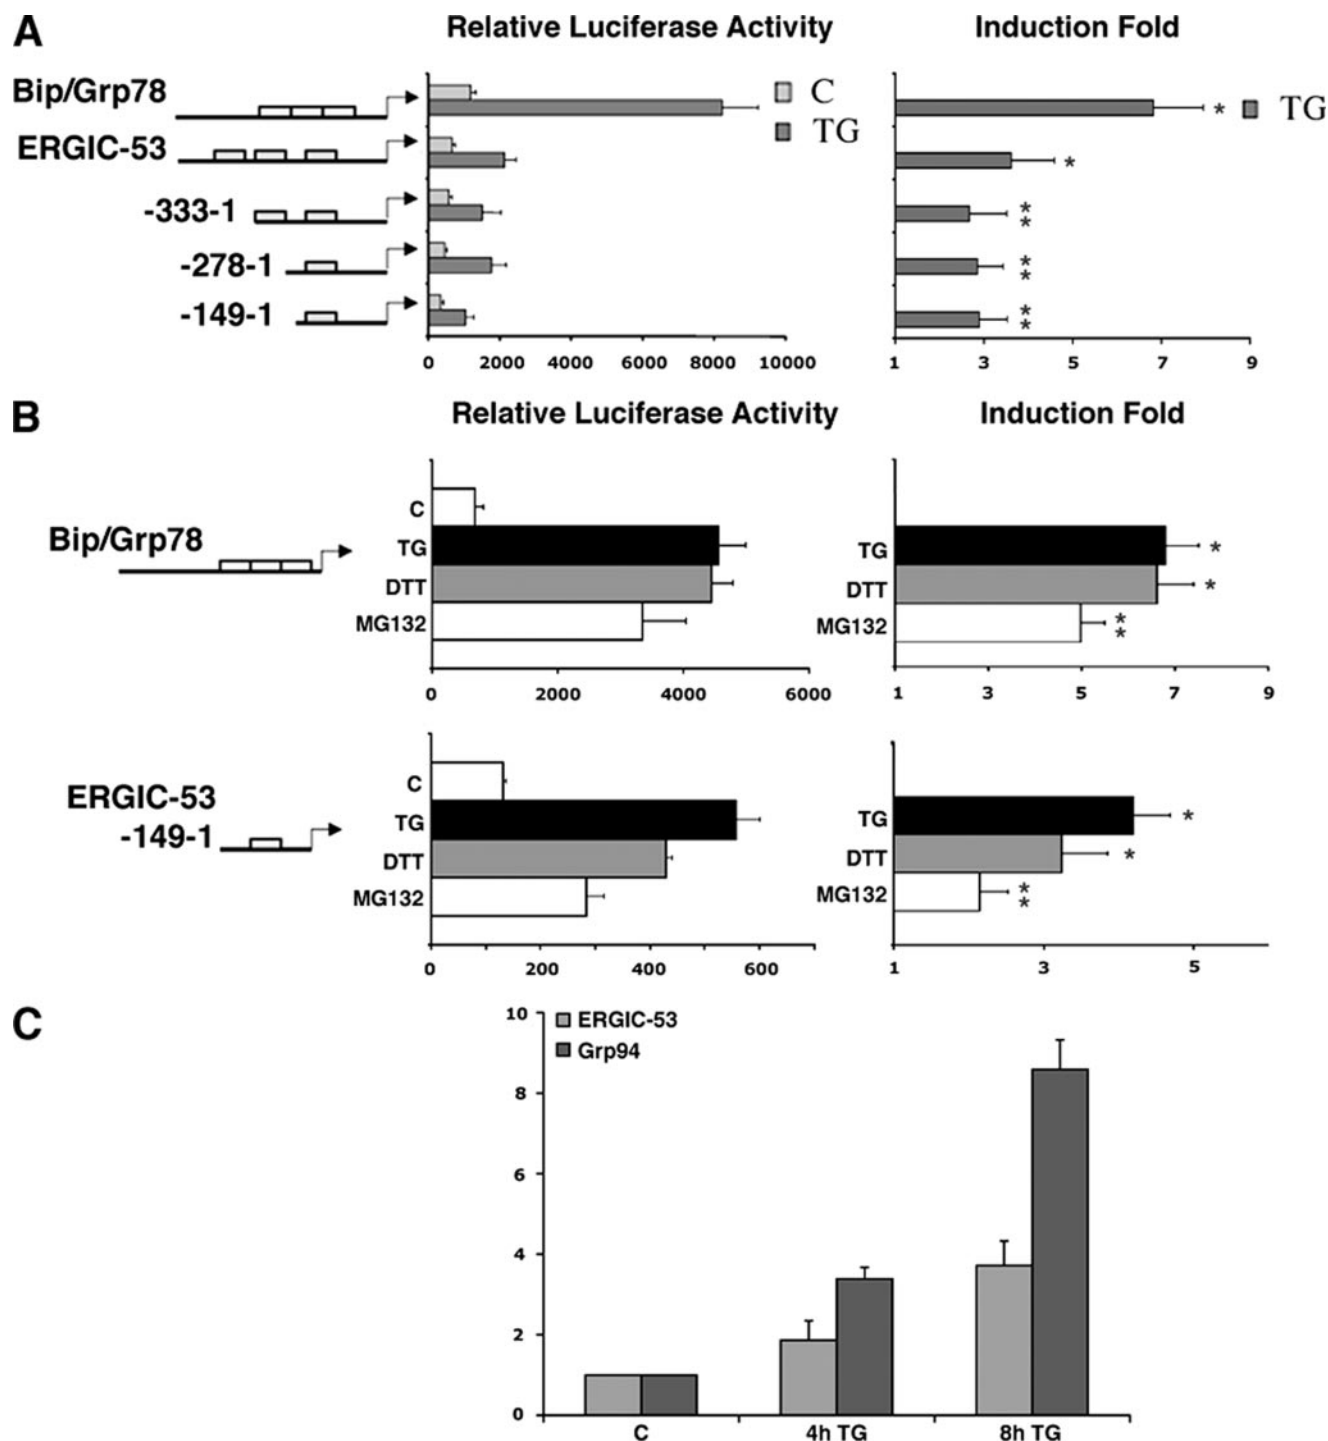 A
Relative Luciferase Activity
Induction Fold
Bip/Grp78
C
TG
* TG
ERGIC-53
*
-333-1
* *
-278-1
* *
-149-1
* *
0 2000 4000 6000 8000 10000
1 3 5 7 9
B
Relative Luciferase Activity
Induction Fold
Bip/Grp78
C
TG
DTT
MG132
0 2000 4000 6000
TG *
DTT *
MG132 * *
1 3 5 7 9
ERGIC-53
-149-1
C
TG
DTT
MG132
0 200 400 600
TG *
DTT *
MG132 * *
1 3 5
C
ERGIC-53
Grp94
10
8
6
4
2
0
C 4h TG 8h TG